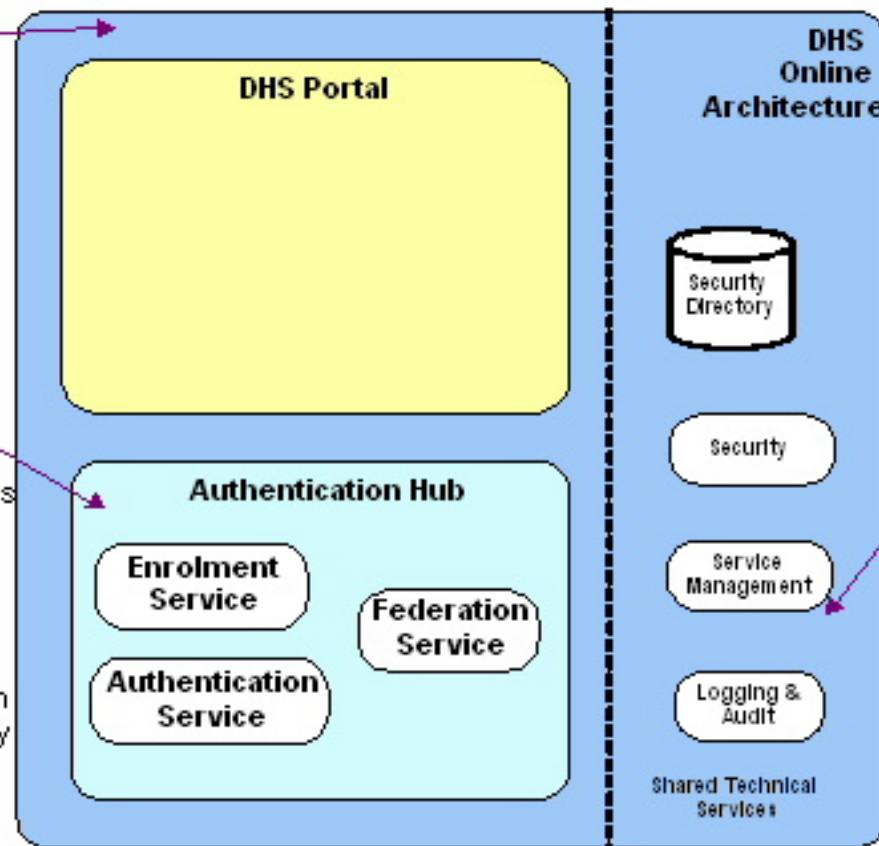 DHS Portal
DHS
Online
Architecture
Security
Directory
Security
s
Authentication Hub
Enrolment
Service
Federation
Service
Service
Management
Authentication
Service
Logging &
Audit
n
y
Shared Technical
Services